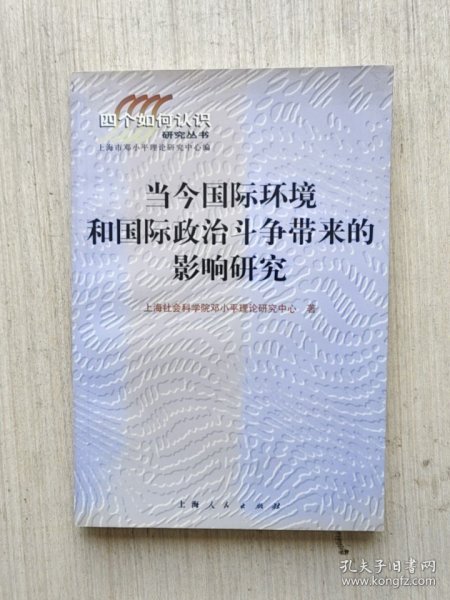 四个如何认识
研究丛书
上海市邓小平理论研究中心编
当今国际环境
和国际政治斗争带来的
影响研究
上海社会科学院邓小平理论研究中心 著
上海人民出版社
孔夫子旧书网
www.kongfz.com